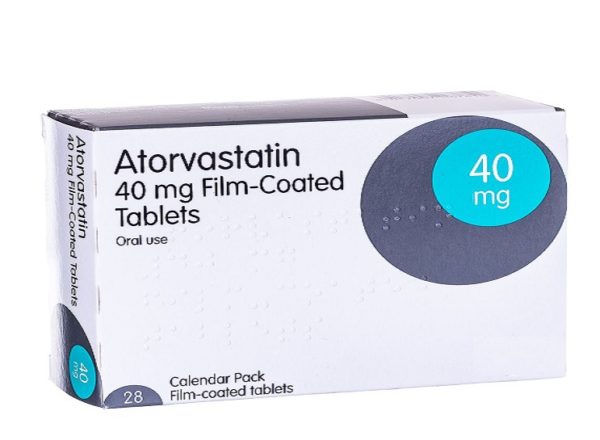 Atorvastatin
40 mg Film-Coated
Tablets
Oral use
40
mg
28
Calendar Pack
Film-coated tablets
Atorvastatin
40 mg Film-Coated Tablets
40
mg